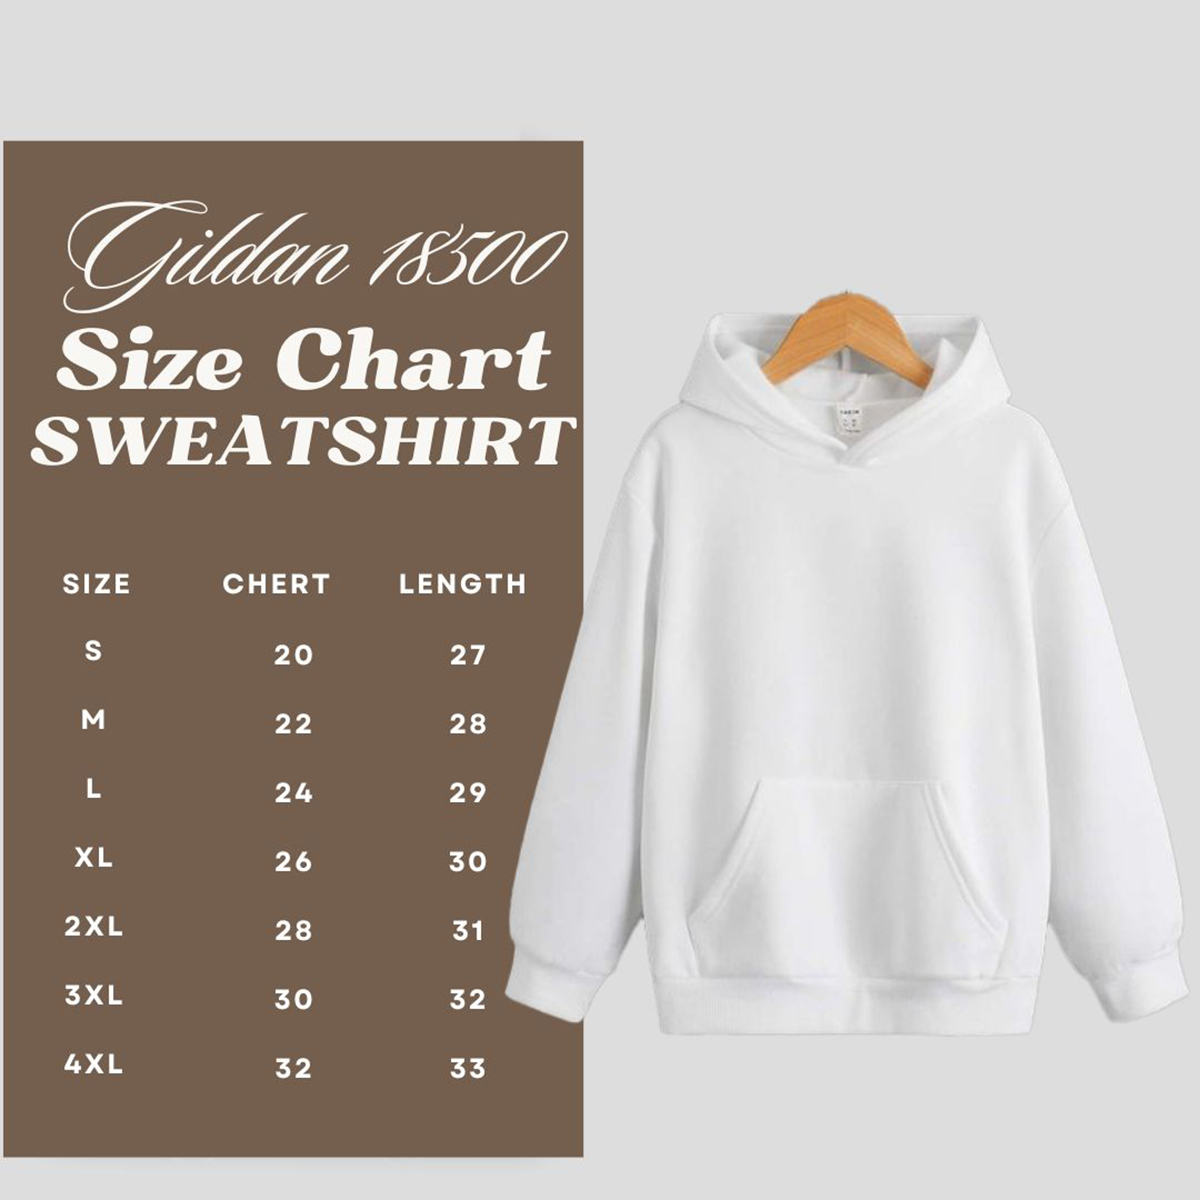 Gildan 18500
Size Chart
SWEATSHIRT
SIZE CHERT LENGTH
S 20 27
M 22 28
L 24 29
XL 26 30
2XL 28 31
3XL 30 32
4XL 32 33